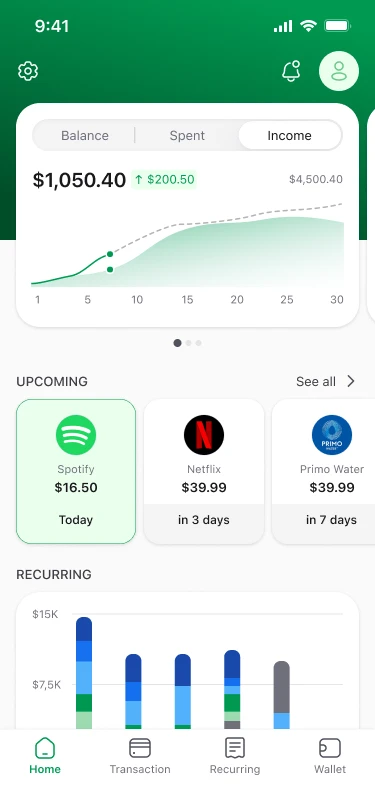 9:41
Balance Spent Income
$1,050.40 ↑ $200.50 $4,500.40
1 5 10 15 20 25 30
UPCOMING See all
N PRIMO
WATER
Spotify Netflix Primo Water
$16.50 $39.99 $39.99
Today in 3 days in 7 days
RECURRING
$15K
$7,5K
Home Transaction Recurring Wallet